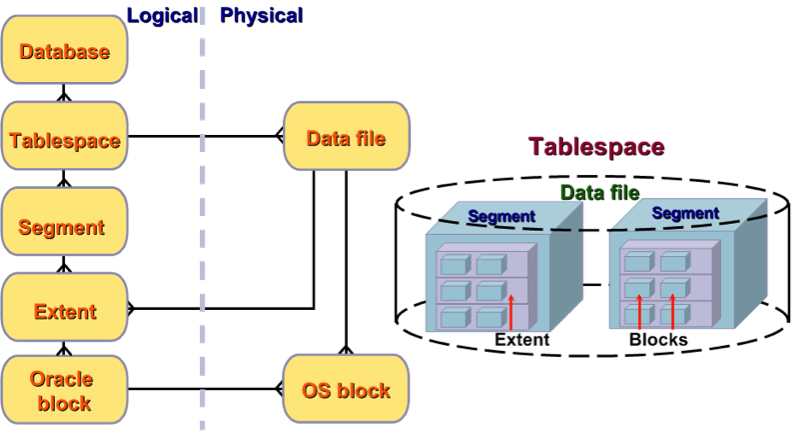 Logical
Physical
Database
Tablespace
Data file
Segment
Extent
Oracle
block
OS block
Tablespace
Data file
Segment
Segment
Extent
Blocks